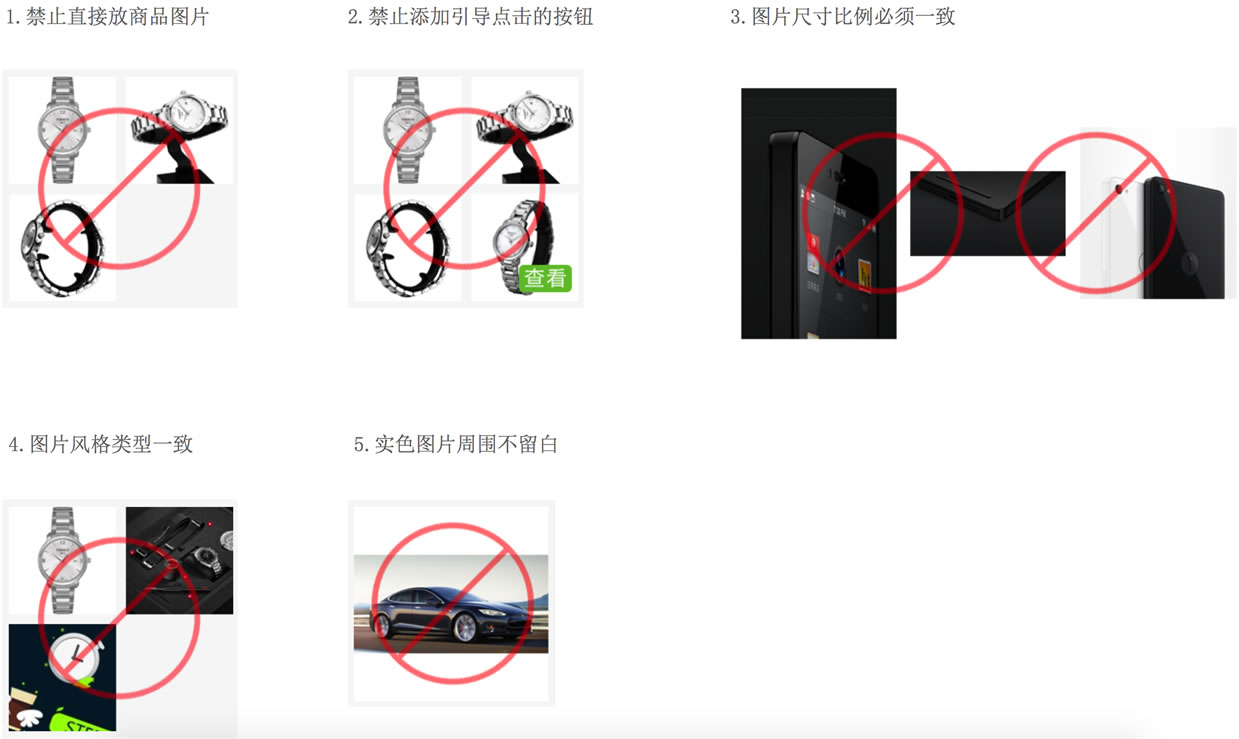 1.禁止直接放商品图片
2.禁止添加引导点击的按钮
3.图片尺寸比例必须一致
查看
4.图片风格类型一致
5.实色图片周围不留白